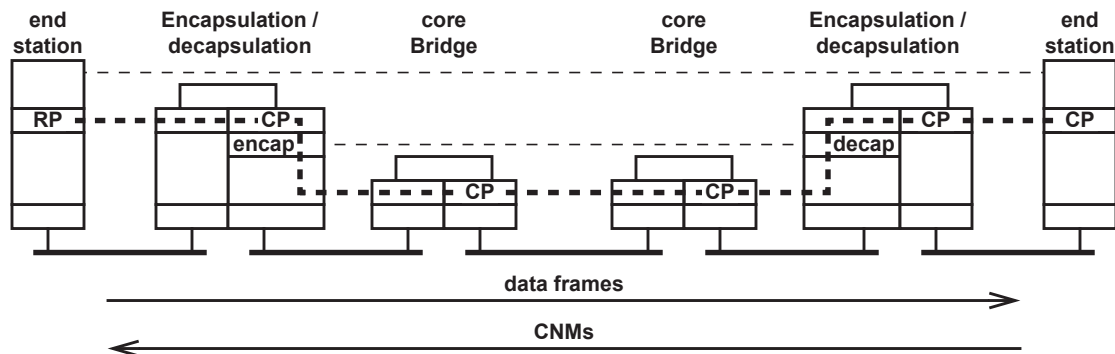 end
station
Encapsulation /
decapsulation
core
Bridge
core
Bridge
Encapsulation /
decapsulation
end
station
RP
CP
CP
CP
encap
decap
CP
CP
data frames
CNMs